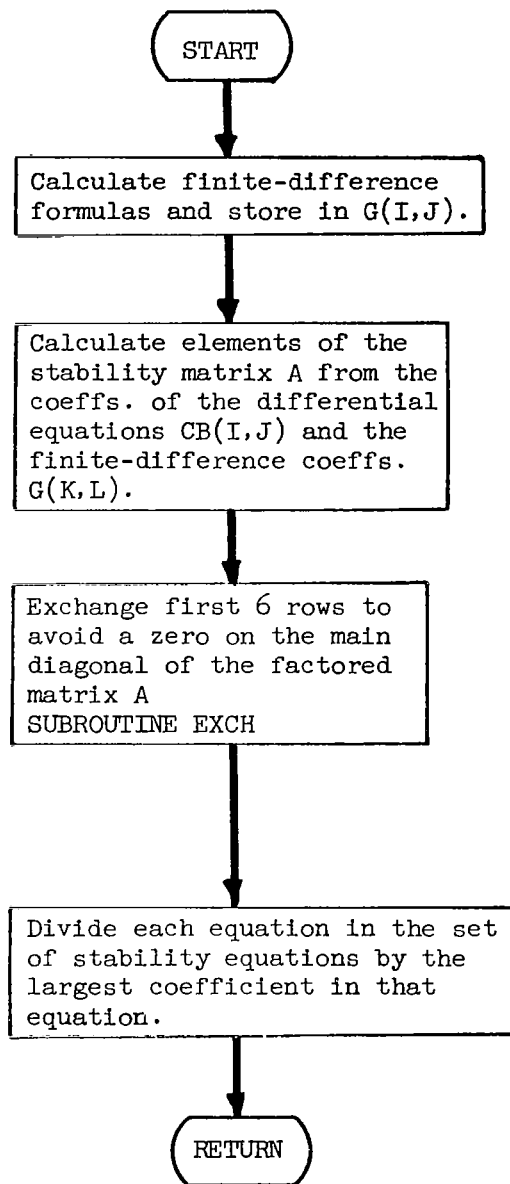 START
Calculate finite-difference
formulas and store in G(I,J).
Calculate elements of the
stability matrix A from the
coeffs. of the differential
equations CB(I,J) and the
finite-difference coeffs.
G(K,L).
Exchange first 6 rows to
avoid a zero on the main
diagonal of the factored
matrix A
SUBROUTINE EXCH
Divide each equation in the set
of stability equations by the
largest coefficient in that
equation.
RETURN